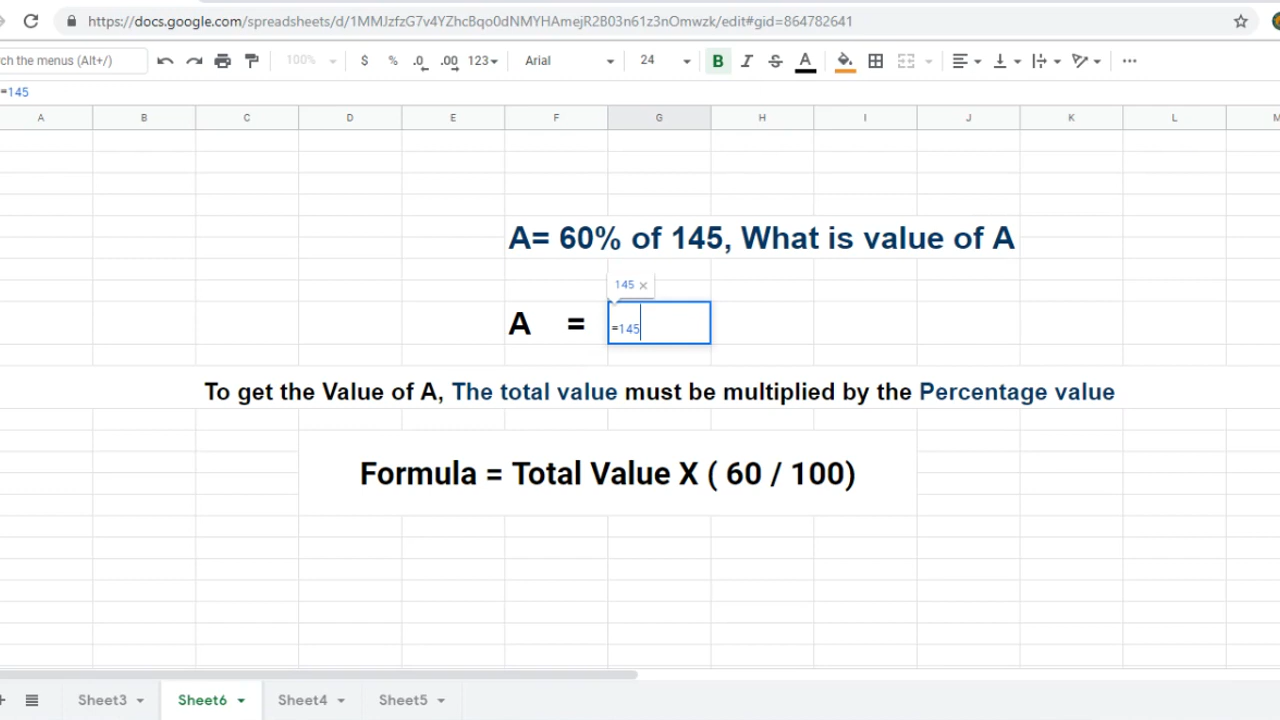 https://docs.google.com/spreadsheets/d/1MMJzfzG7v4YZhcBqo0dNMYHAmejR2B03n61z3nOmwzk/edit#gid=864782641
rch the menus (Alt+/) 100% $ % .0 .00 123 Arial 24 B I S A
=145
A B C D E F G H I J K L M
A= 60% of 145, What is value of A
145 ×
A = =145
To get the Value of A, The total value must be multiplied by the Percentage value
Formula = Total Value X ( 60 / 100)
+ Sheet3 Sheet6 Sheet4 Sheet5